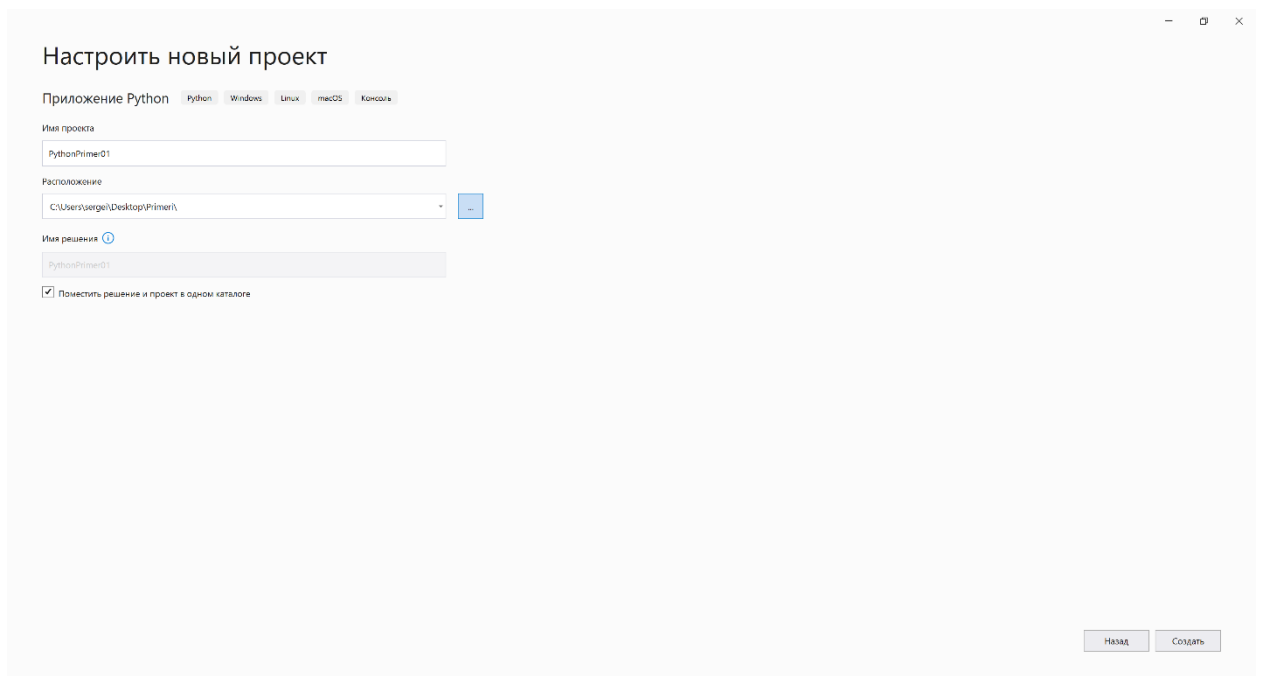 Настроить новый проект
Приложение Python Python Windows Linux macOS Консоль
Имя проекта
PythonPrimer01
Расположение
C:\Users\sergei\Desktop\Primeri\
...
Имя решения
PythonPrimer01
Поместить решение и проект в одном каталоге
Назад Создать